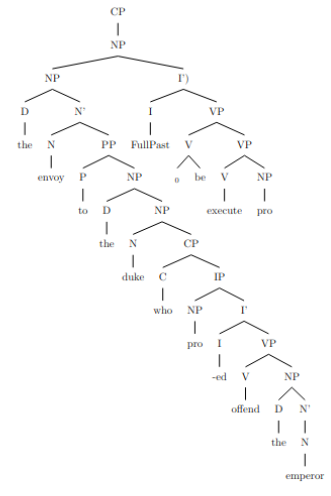 CP
NP
NP I')
D N' I VP
the N PP FullPast V VP
envoy P NP 0 be V NP
to D NP execute pro
the N CP
duke C IP
who NP I'
pro I VP
-ed V NP
offend D N'
the N
emperor